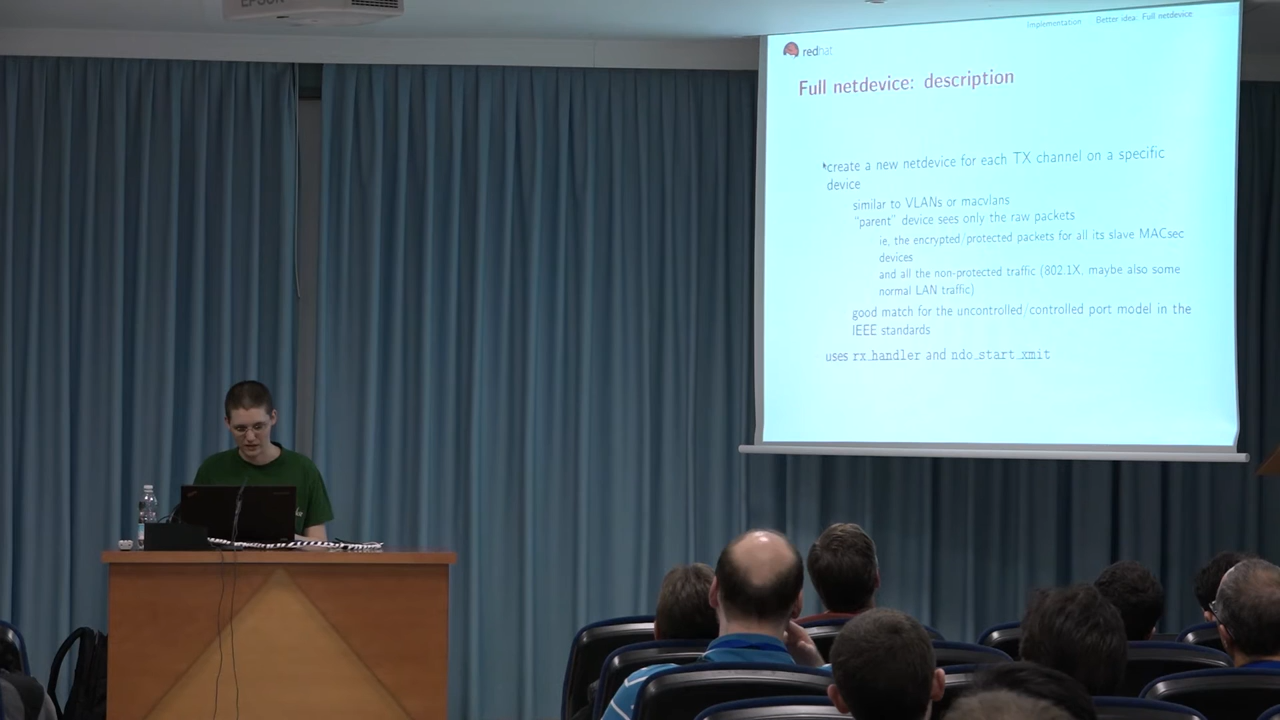 EPSON
Implementation Better idea: Full netdevice
redhat
Full netdevice: description
create a new netdevice for each TX channel on a specific
device
similar to VLANs or macvlans
"parent" device sees only the raw packets
ie, the encrypted/protected packets for all its slave MACsec
devices
and all the non-protected traffic (802.1X, maybe also some
normal LAN traffic)
good match for the uncontrolled/controlled port model in the
IEEE standards
uses rx_handler and ndo_start_xmit